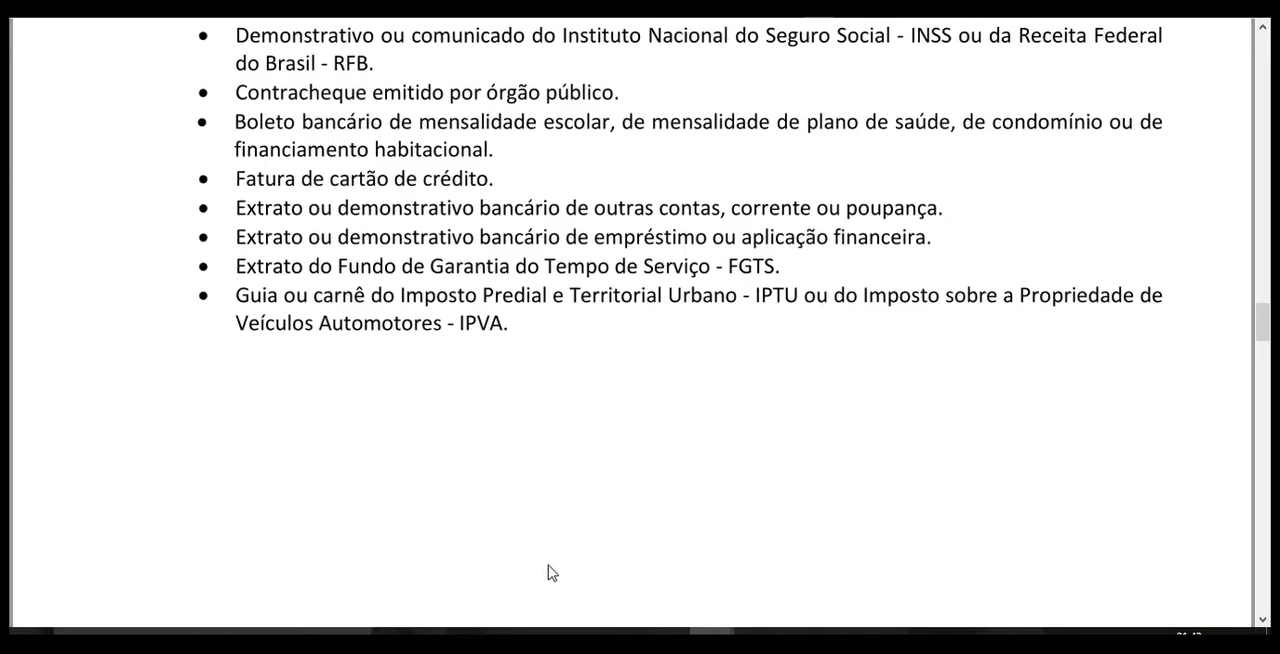 • Demonstrativo ou comunicado do Instituto Nacional do Seguro Social - INSS ou da Receita Federal
do Brasil - RFB.
• Contracheque emitido por órgão público.
• Boleto bancário de mensalidade escolar, de mensalidade de plano de saúde, de condomínio ou de
financiamento habitacional.
• Fatura de cartão de crédito.
• Extrato ou demonstrativo bancário de outras contas, corrente ou poupança.
• Extrato ou demonstrativo bancário de empréstimo ou aplicação financeira.
• Extrato do Fundo de Garantia do Tempo de Serviço - FGTS.
• Guia ou carnê do Imposto Predial e Territorial Urbano - IPTU ou do Imposto sobre a Propriedade de
Veículos Automotores - IPVA.